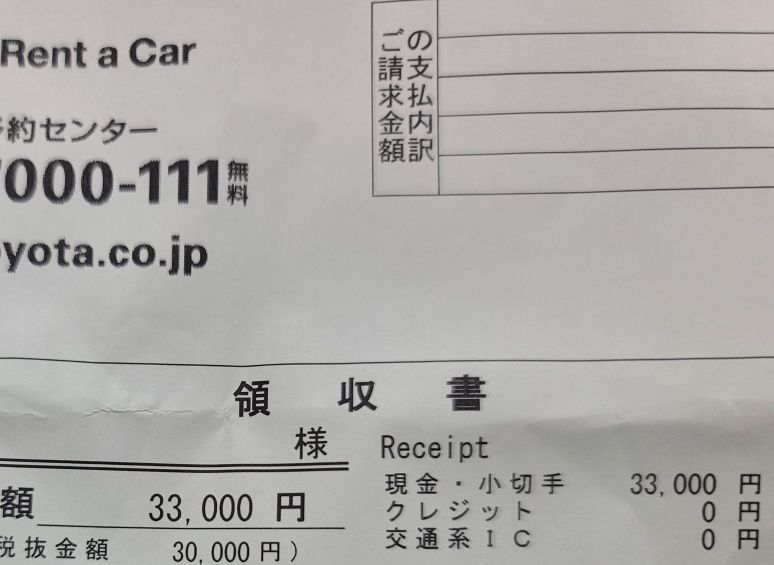 Rent a Car
約センター
000-111無料
yota.co.jp
ご請求金額
の支払内訳
領 収 書
様
Receipt
額 33,000 円
税抜金額 30,000 円)
現金・小切手 33,000 円
クレジット 0 円
交通系IC 0 円